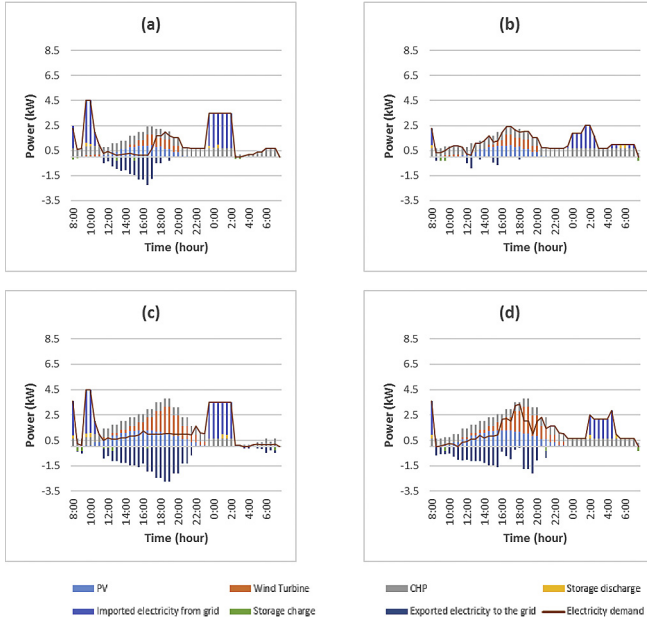 (a)
8.5
6.5
4.5
2.5
0.5
-1.5
-3.5
Power (kW)
8:00 10:00 12:00 14:00 16:00 18:00 20:00 22:00 0:00 2:00 4:00 6:00
Time (hour)
(b)
8.5
6.5
4.5
2.5
0.5
-1.5
-3.5
Power (kW)
8:00 10:00 12:00 14:00 16:00 18:00 20:00 22:00 0:00 2:00 4:00 6:00
Time (hour)
(c)
8.5
6.5
4.5
2.5
0.5
-1.5
-3.5
Power (kW)
8:00 10:00 12:00 14:00 16:00 18:00 20:00 22:00 0:00 2:00 4:00 6:00
Time (hour)
(d)
8.5
6.5
4.5
2.5
0.5
-1.5
-3.5
Power (kW)
8:00 10:00 12:00 14:00 16:00 18:00 20:00 22:00 0:00 2:00 4:00 6:00
Time (hour)
PV Wind Turbine CHP Storage discharge
Imported electricity from grid Storage charge Exported electricity to the grid Electricity demand